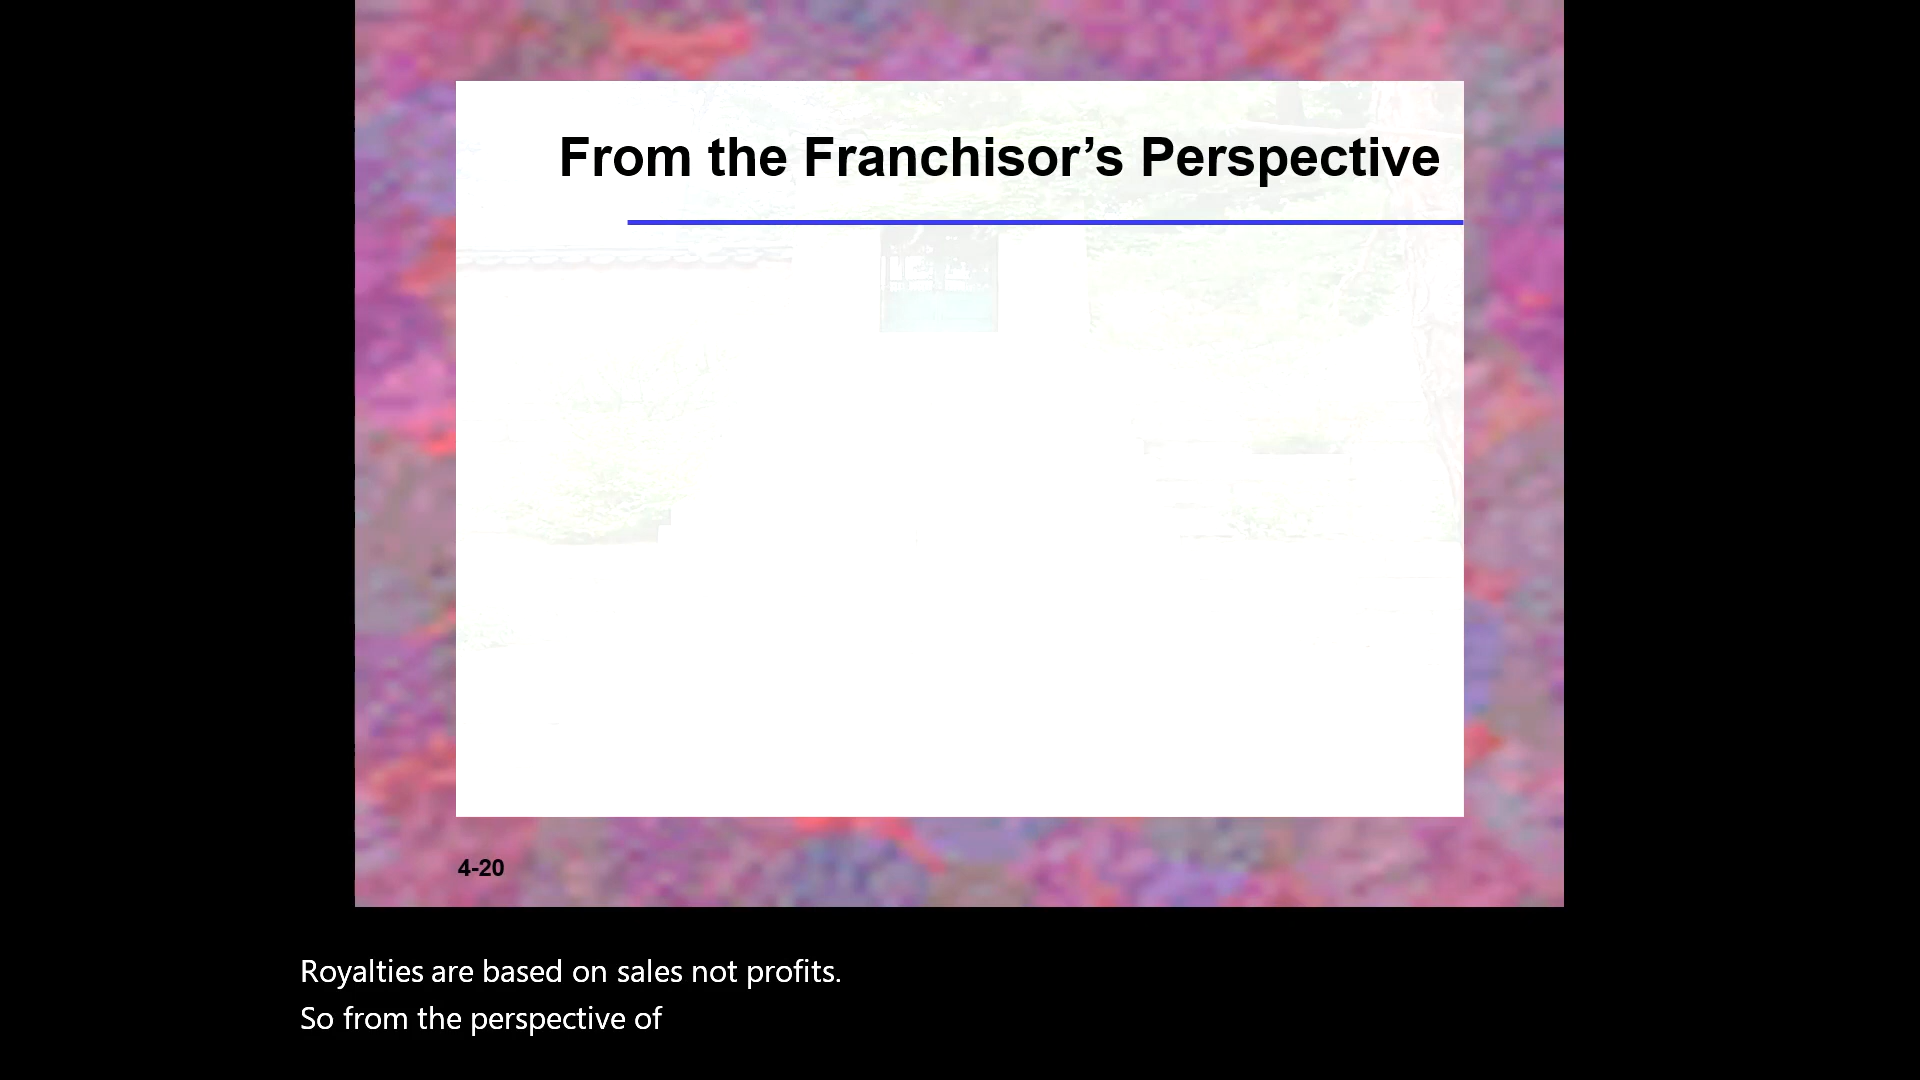 From the Franchisor’s Perspective
4-20
Royalties are based on sales not profits.
So from the perspective of